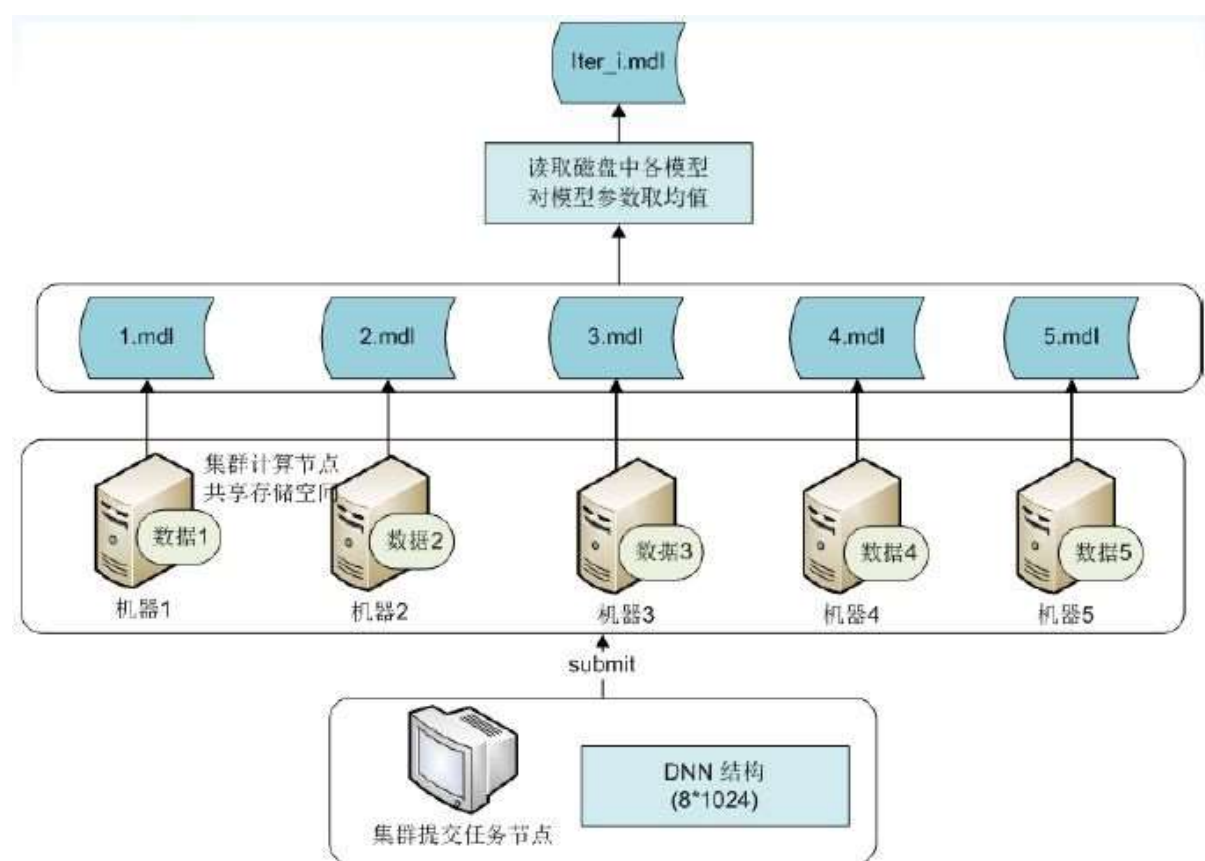 Iter_i.mdl
读取磁盘中各模型
对模型参数取均值
1.mdl
2.mdl
3.mdl
4.mdl
5.mdl
集群计算节点
共享存储空间
数据1
数据2
数据3
数据4
数据5
机器1
机器2
机器3
机器4
机器5
submit
DNN 结构
(8*1024)
集群提交任务节点